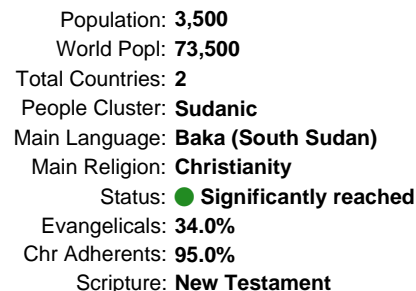 Population: 3,500
World Popl: 73,500
Total Countries: 2
People Cluster: Sudanic
Main Language: Baka (South Sudan)
Main Religion: Christianity
Status: Significantly reached
Evangelicals: 34.0%
Chr Adherents: 95.0%
Scripture: New Testament